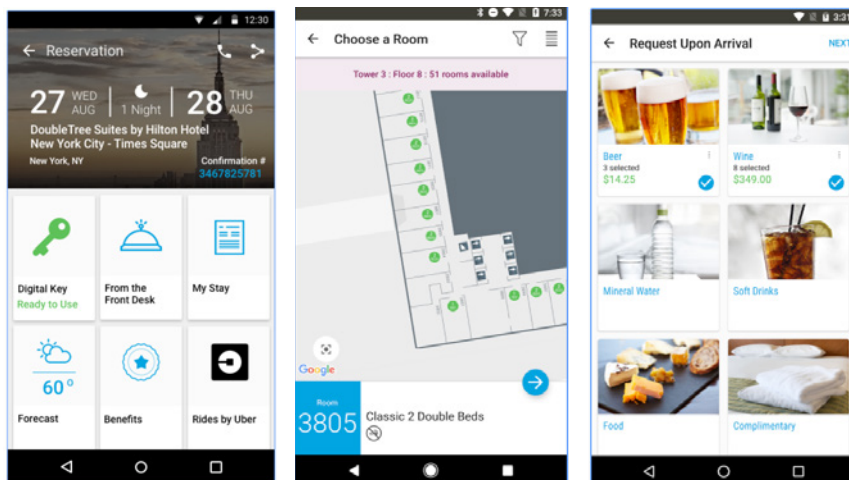 12:30
Reservation
27 WED AUG
1 Night
28 THU AUG
DoubleTree Suites by Hilton Hotel
New York City - Times Square
New York, NY
Confirmation #
3467825781
Digital Key
Ready to Use
From the
Front Desk
My Stay
60°
Forecast
Benefits
Rides by Uber
7:33
Choose a Room
Tower 3 : Floor 8 : 51 rooms available
Google
Room
3805
Classic 2 Double Beds
3:31
Request Upon Arrival
NEXT
Beer
3 selected
$14.25
Wine
8 selected
$349.00
Mineral Water
Soft Drinks
Food
Complimentary